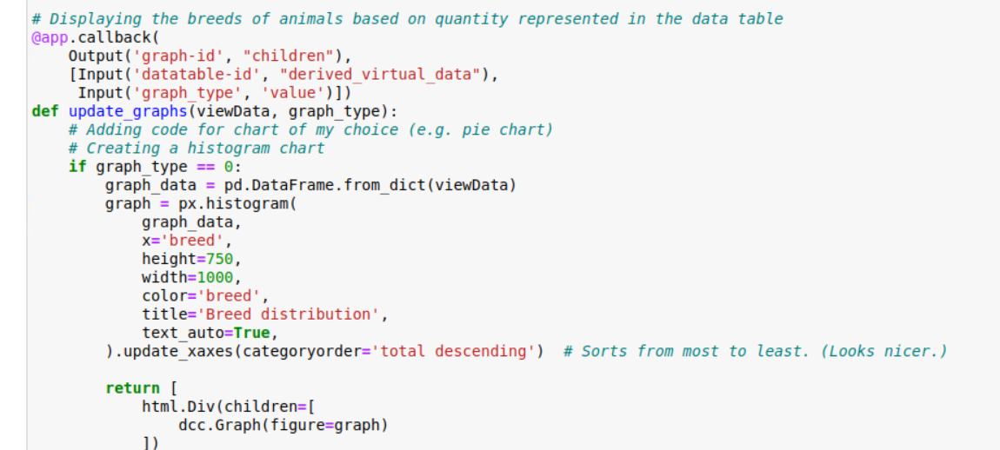 # Displaying the breeds of animals based on quantity represented in the data table
@app.callback(
    Output('graph-id', "children"),
    [Input('datatable-id', "derived_virtual_data"),
     Input('graph_type', 'value')])
def update_graphs(viewData, graph_type):
    # Adding code for chart of my choice (e.g. pie chart)
    # Creating a histogram chart
    if graph_type == 0:
        graph_data = pd.DataFrame.from_dict(viewData)
        graph = px.histogram(
            graph_data,
            x='breed',
            height=750,
            width=1000,
            color='breed',
            title='Breed distribution',
            text_auto=True,
        ).update_xaxes(categoryorder='total descending')  # Sorts from most to least. (Looks nicer.)

        return [
            html.Div(children=[
                dcc.Graph(figure=graph)
            ])